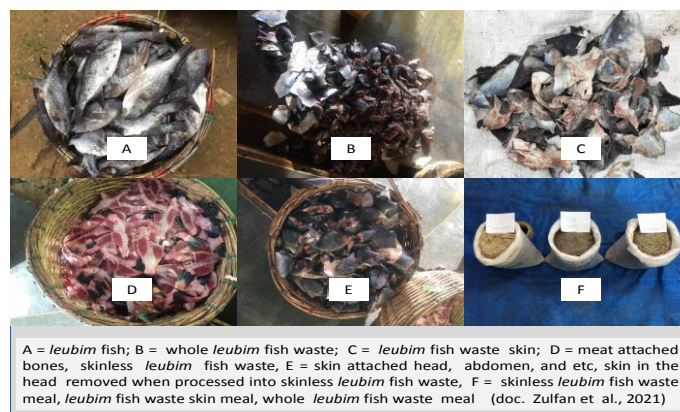 A
B
C
D
E
F
A = leubim fish; B = whole leubim fish waste; C = leubim fish waste skin; D = meat attached
bones, skinless leubim fish waste, E = skin attached head, abdomen, and etc, skin in the
head removed when processed into skinless leubim fish waste, F = skinless leubim fish waste
meal, leubim fish waste skin meal, whole leubim fish waste meal (doc. Zulfan et al., 2021)